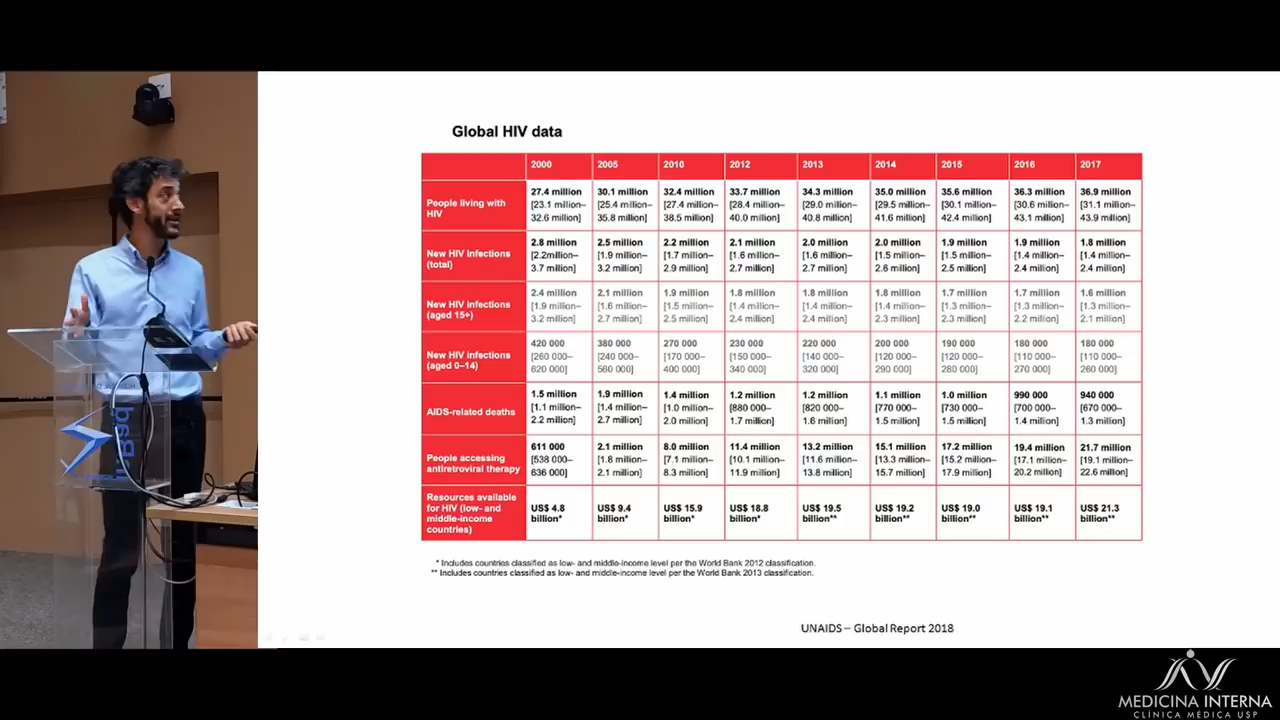 Global HIV data
2000 2005 2010 2012 2013 2014 2015 2016 2017
People living with HIV 27.4 million [23.1 million–32.6 million] 30.1 million [25.4 million–35.8 million] 32.4 million [27.4 million–38.5 million] 33.7 million [28.4 million–40.0 million] 34.3 million [29.0 million–40.8 million] 35.0 million [29.5 million–41.6 million] 35.6 million [30.1 million–42.4 million] 36.3 million [30.6 million–43.1 million] 36.9 million [31.1 million–43.9 million]
New HIV infections (total) 2.8 million [2.2million–3.7 million] 2.5 million [1.9 million–3.2 million] 2.2 million [1.7 million–2.9 million] 2.1 million [1.6 million–2.7 million] 2.0 million [1.6 million–2.7 million] 2.0 million [1.5 million–2.6 million] 1.9 million [1.5 million–2.5 million] 1.9 million [1.4 million–2.4 million] 1.8 million [1.4 million–2.4 million]
New HIV infections (aged 15+) 2.4 million [1.9 million–3.2 million] 2.1 million [1.6 million–2.7 million] 1.9 million [1.5 million–2.5 million] 1.8 million [1.4 million–2.4 million] 1.8 million [1.4 million–2.4 million] 1.8 million [1.4 million–2.3 million] 1.7 million [1.3 million–2.3 million] 1.7 million [1.3 million–2.2 million] 1.6 million [1.3 million–2.1 million]
New HIV infections (aged 0–14) 420 000 [260 000–620 000] 380 000 [240 000–560 000] 270 000 [170 000–400 000] 230 000 [150 000–340 000] 220 000 [140 000–320 000] 200 000 [120 000–290 000] 190 000 [120 000–280 000] 180 000 [110 000–270 000] 180 000 [110 000–260 000]
AIDS-related deaths 1.5 million [1.1 million–2.2 million] 1.9 million [1.4 million–2.7 million] 1.4 million [1.0 million–2.0 million] 1.2 million [880 000–1.7 million] 1.2 million [820 000–1.6 million] 1.1 million [770 000–1.5 million] 1.0 million [730 000–1.5 million] 990 000 [700 000–1.4 million] 940 000 [670 000–1.3 million]
People accessing antiretroviral therapy 611 000 [538 000–636 000] 2.1 million [1.8 million–2.1 million] 8.0 million [7.1 million–8.3 million] 11.4 million [10.1 million–11.9 million] 13.2 million [11.6 million–13.8 million] 15.1 million [13.3 million–15.7 million] 17.2 million [15.2 million–17.9 million] 19.4 million [17.1 million–20.2 million] 21.7 million [19.1 million–22.6 million]
Resources available for HIV (low- and middle-income countries) US$ 4.8 billion* US$ 9.4 billion* US$ 15.9 billion* US$ 18.8 billion* US$ 19.5 billion** US$ 19.2 billion** US$ 19.0 billion** US$ 19.1 billion** US$ 21.3 billion**
* Includes countries classified as low- and middle-income level per the World Bank 2012 classification.
** Includes countries classified as low- and middle-income level per the World Bank 2013 classification.
UNAIDS – Global Report 2018
MEDICINA INTERNA
CLÍNICA MÉDICA USP